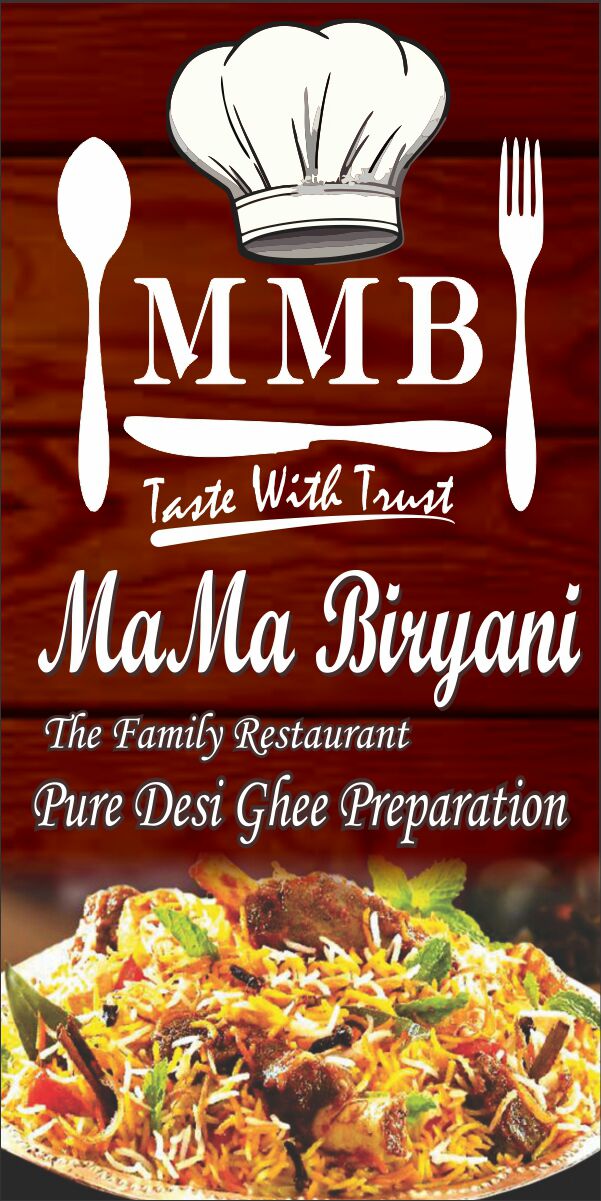 MMB
Taste With Trust
MaMa Biryani
The Family Restaurant
Pure Desi Ghee Preparation